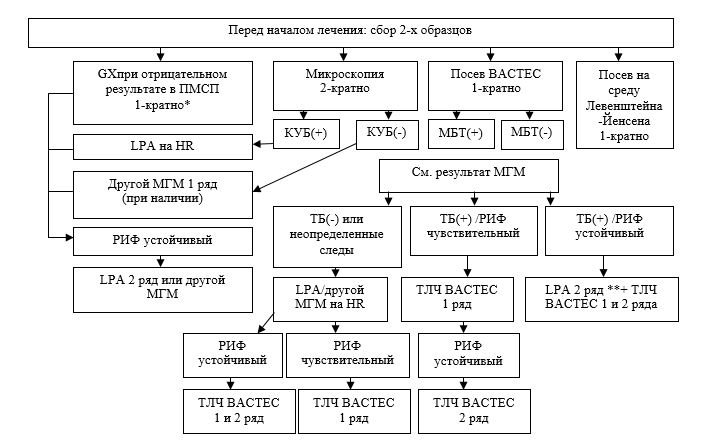 Перед началом лечения: сбор 2-х образцов
GXпри отрицательном
результате в ПМСП
1-кратно*
Микроскопия
2-кратно
Посев ВАСТЕС
1-кратно
Посев на
среду
Левенштейна
-Йенсена
1-кратно
КУБ(+)
КУБ(-)
МБТ(+)
МБТ(-)
LPA на HR
Другой МГМ 1 ряд
(при наличии)
См. результат МГМ
РИФ устойчивый
ТБ(-) или
неопределенные
следы
ТБ(+) /РИФ
чувствительный
ТБ(+) /РИФ
устойчивый
LPA 2 ряд или другой
МГМ
LPA/другой
МГМ на HR
ТЛЧ ВАСТЕС
1 ряд
LPA 2 ряд **+ ТЛЧ
ВАСТЕС 1 и 2 ряда
РИФ
устойчивый
РИФ
чувствительный
РИФ
устойчивый
ТЛЧ ВАСТЕС
1 и 2 ряд
ТЛЧ ВАСТЕС
1 ряд
ТЛЧ ВАСТЕС
2 ряд